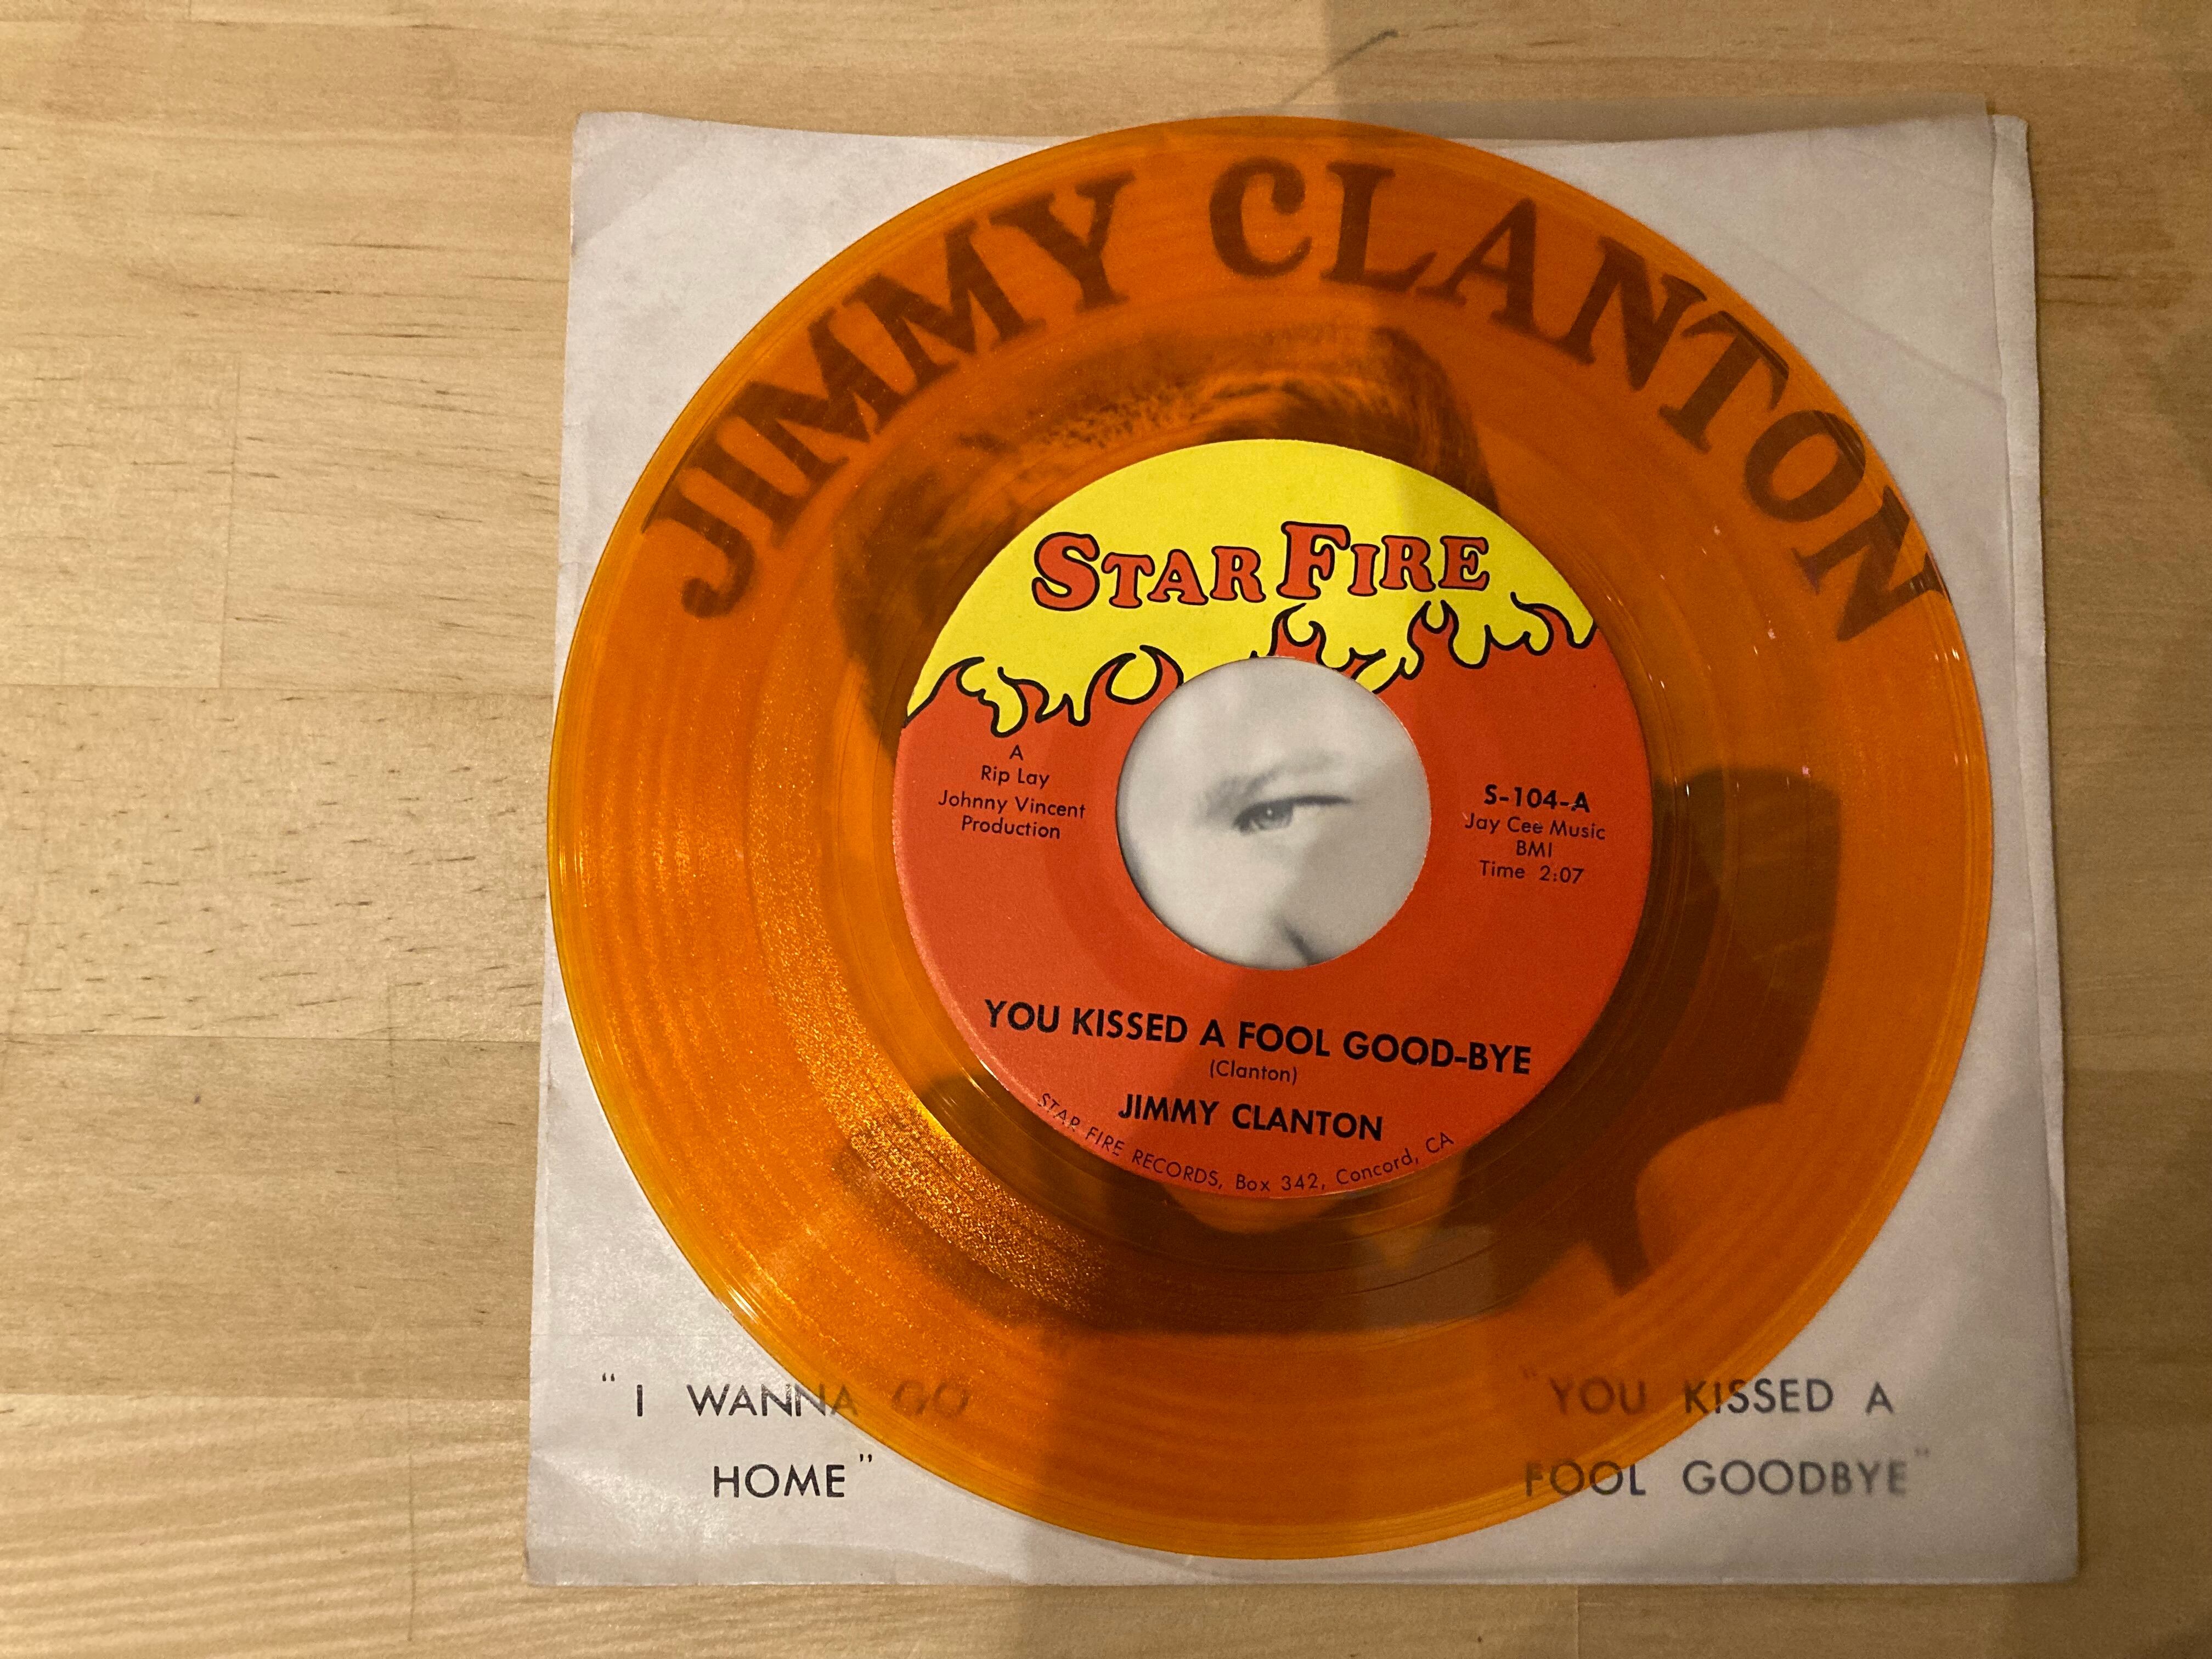 JIMMY CLANTON
STAR FIRE
A
Rip Lay
Johnny Vincent
Production
S-104-A
Jay Cee Music
BMI
Time 2:07
YOU KISSED A FOOL GOOD-BYE
(Clanton)
JIMMY CLANTON
STAR FIRE RECORDS, Box 342, Concord, CA
"I WANNA GO
HOME"
"YOU KISSED A
FOOL GOODBYE"